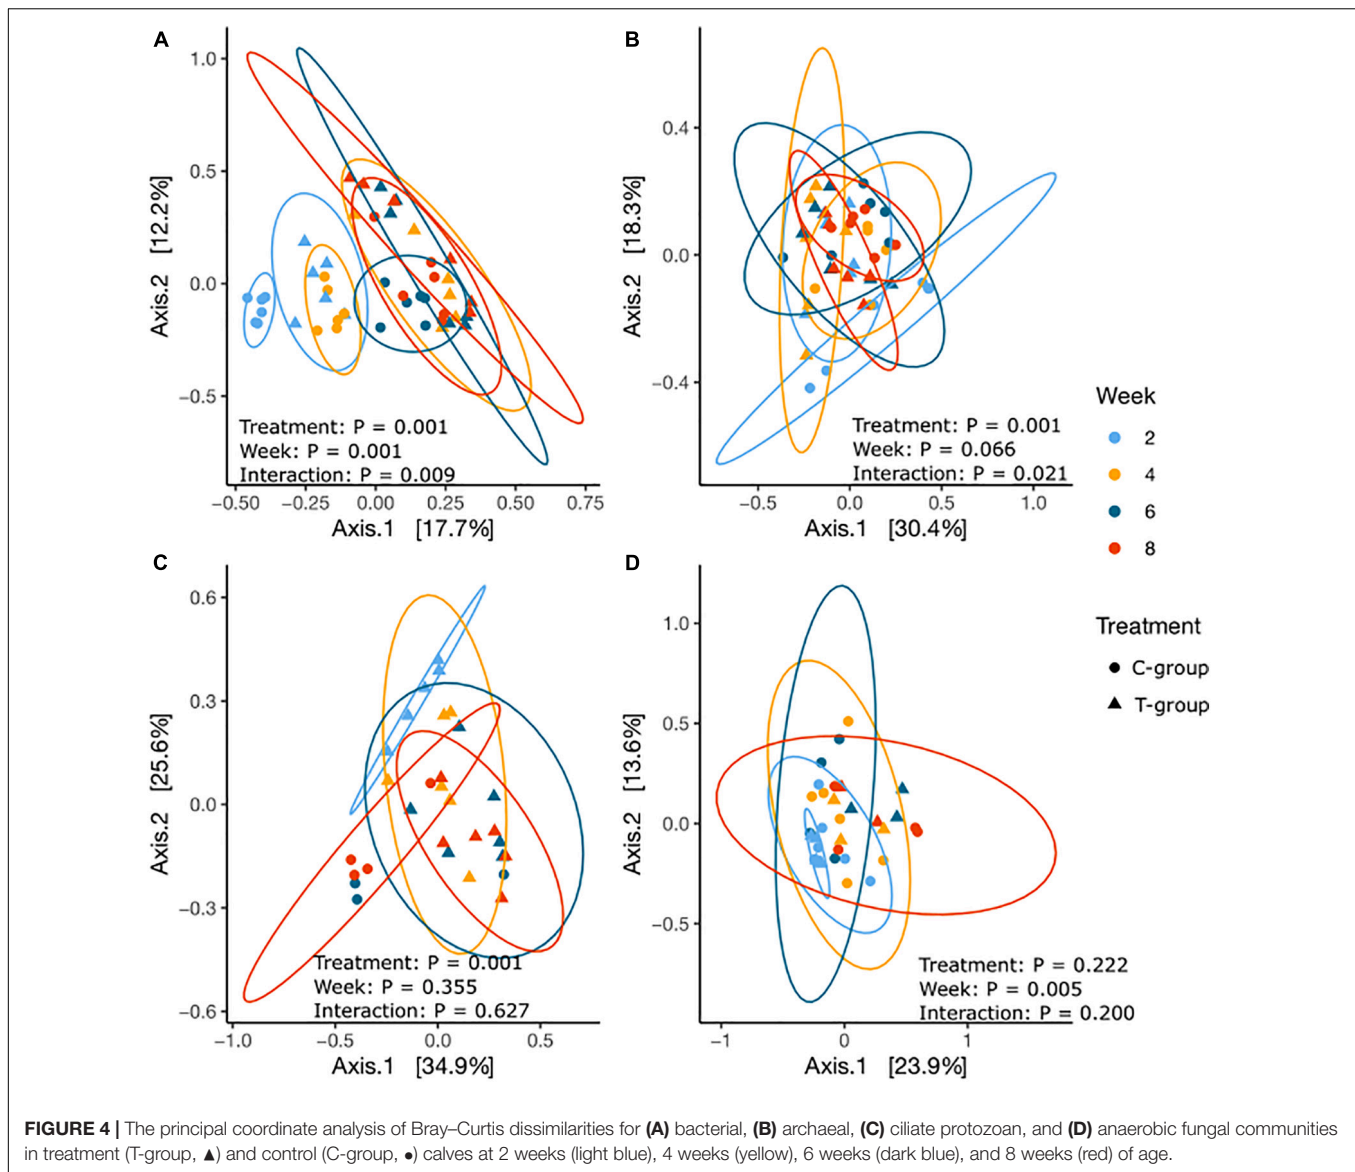 A
B
1.0
0.5
0.0
−0.5
Axis.2 [12.2%]
Treatment: P = 0.001
Week: P = 0.001
Interaction: P = 0.009
−0.50 −0.25 0.00 0.25 0.50 0.75
Axis.1 [17.7%]
0.4
0.0
−0.4
Axis.2 [18.3%]
Treatment: P = 0.001
Week: P = 0.066
Interaction: P = 0.021
−0.5 0.0 0.5 1.0
Axis.1 [30.4%]
Week
2
4
6
8
Treatment
C-group
T-group
C
D
0.6
0.3
0.0
−0.3
−0.6
Axis.2 [25.6%]
Treatment: P = 0.001
Week: P = 0.355
Interaction: P = 0.627
−1.0 −0.5 0.0 0.5
Axis.1 [34.9%]
1.0
0.5
0.0
−0.5
Axis.2 [13.6%]
Treatment: P = 0.222
Week: P = 0.005
Interaction: P = 0.200
−1 0 1
Axis.1 [23.9%]
FIGURE 4 | The principal coordinate analysis of Bray–Curtis dissimilarities for (A) bacterial, (B) archaeal, (C) ciliate protozoan, and (D) anaerobic fungal communities
in treatment (T-group, ▲) and control (C-group, ●) calves at 2 weeks (light blue), 4 weeks (yellow), 6 weeks (dark blue), and 8 weeks (red) of age.